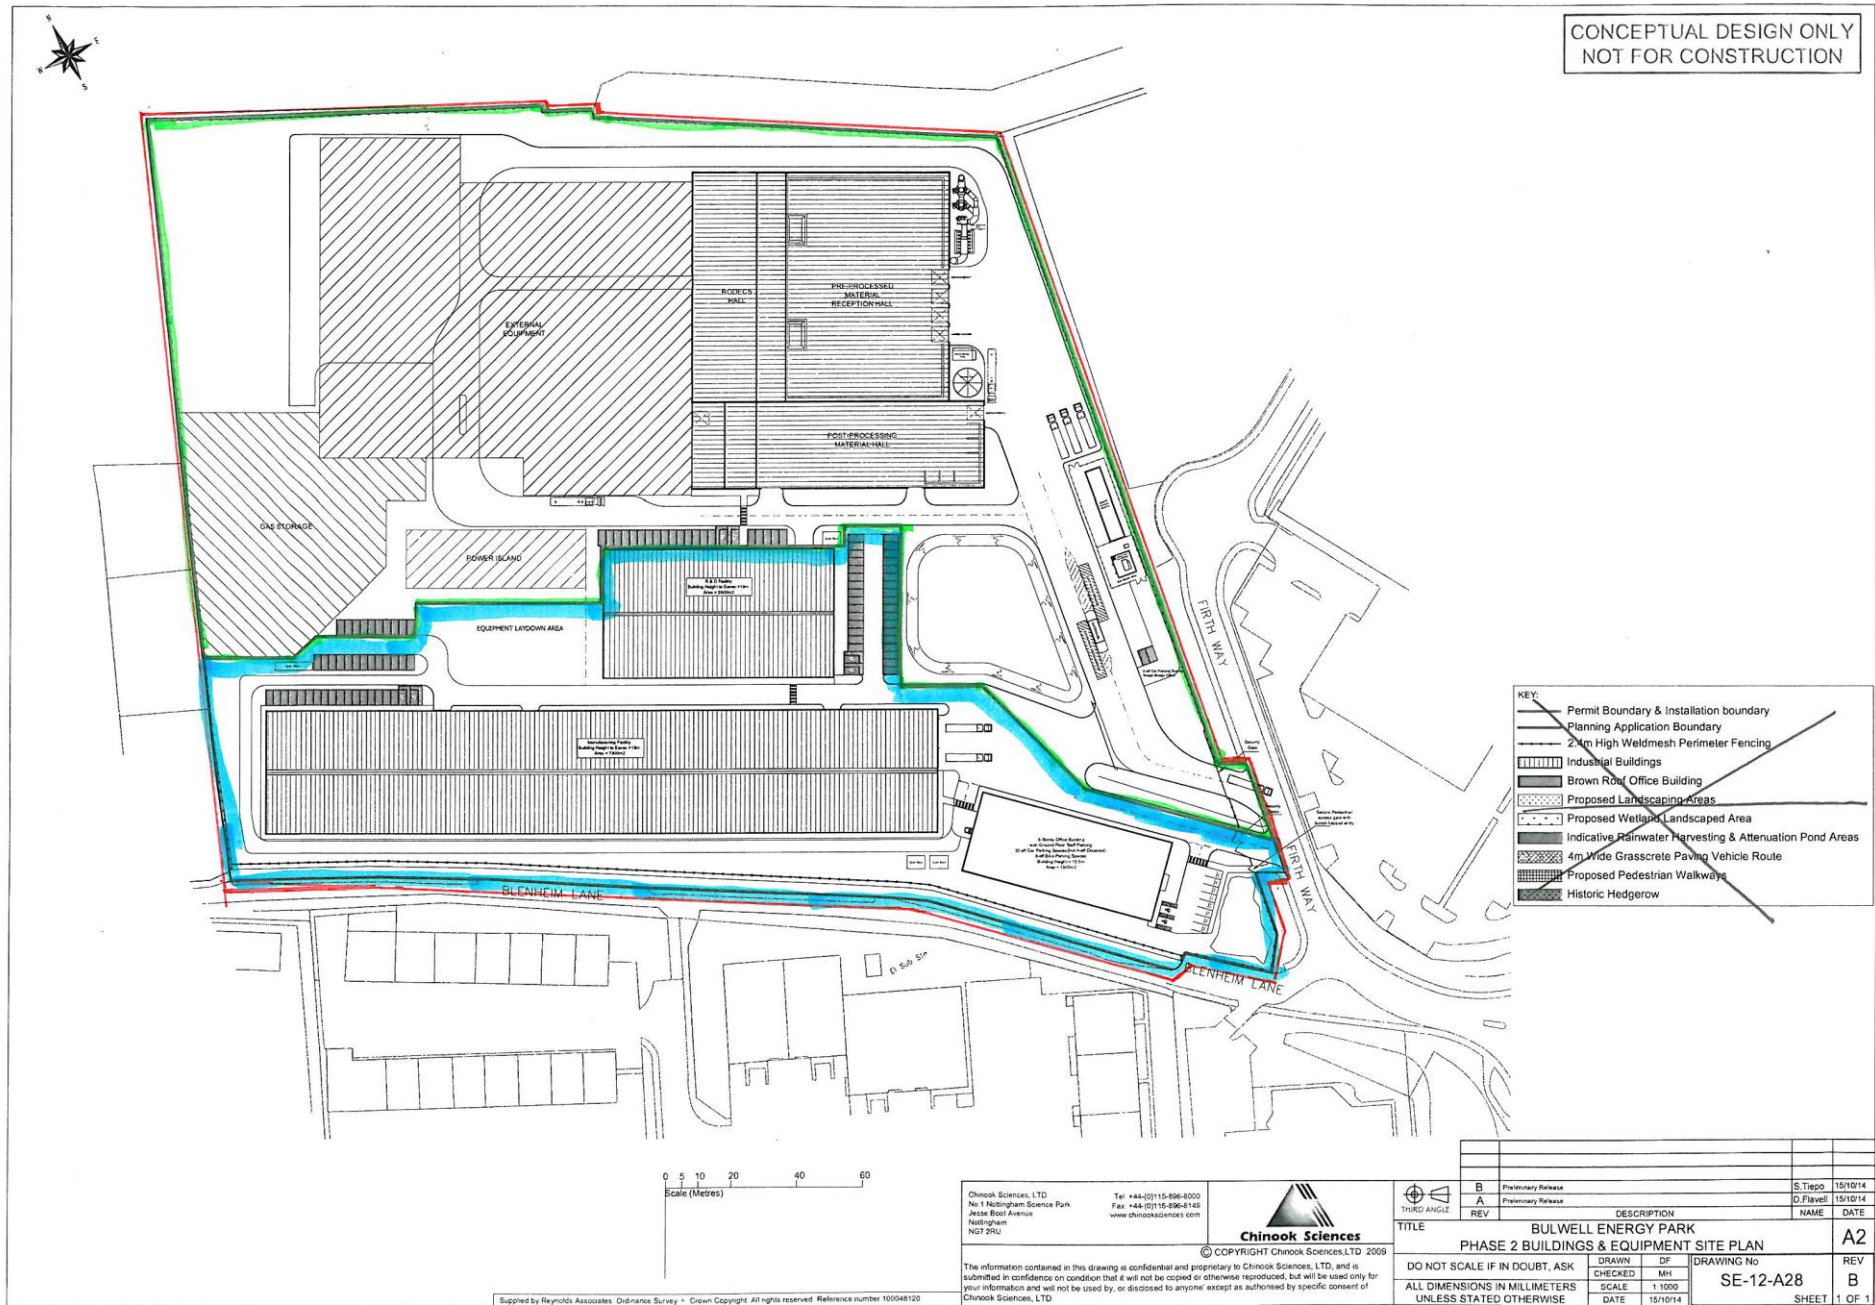 CONCEPTUAL DESIGN ONLY
NOT FOR CONSTRUCTION
N
E
W
S
RODECS
HALL
PRE-PROCESSED
MATERIAL
RECEPTION HALL
EXTERNAL
EQUIPMENT
POST-PROCESSING
MATERIAL HALL
GAS STORAGE
POWER ISLAND
R & D Facility
EQUIPMENT LAYDOWN AREA
Manufacturing Facility
FIRTH WAY
Security
Gate
FIRTH WAY
BLENHEIM LANE
BLENHEIM LANE
El Sub Sta
KEY:
Permit Boundary & Installation boundary
Planning Application Boundary
2.4m High Weldmesh Perimeter Fencing
Industrial Buildings
Brown Roof Office Building
Proposed Landscaping Areas
Proposed Wetland Landscaped Area
Indicative Rainwater Harvesting & Attenuation Pond Areas
4m Wide Grasscrete Paving Vehicle Route
Proposed Pedestrian Walkways
Historic Hedgerow
0 5 10 20 40 60
Scale (Metres)
Supplied by Reynolds Associates. Ordinance Survey - Crown Copyright. All rights reserved. Reference number 100048120
Chinook Sciences, LTD
No 1 Nottingham Science Park
Jesse Boot Avenue
Nottingham
NG7 2RU
Tel +44-(0)115-896-8000
Fax +44-(0)115-896-8149
www.chinooksciences.com
Chinook Sciences
© COPYRIGHT Chinook Sciences,LTD 2009
The information contained in this drawing is confidential and proprietary to Chinook Sciences, LTD, and is
submitted in confidence on condition that it will not be copied or otherwise reproduced, but will be used only for
your information and will not be used by, or disclosed to anyone' except as authorised by specific consent of
Chinook Sciences, LTD
THIRD ANGLE
B Preliminary Release S.Tiepo 15/10/14
A Preliminary Release D.Flavell 15/10/14
REV DESCRIPTION NAME DATE
TITLE
BULWELL ENERGY PARK
PHASE 2 BUILDINGS & EQUIPMENT SITE PLAN
A2
DO NOT SCALE IF IN DOUBT, ASK
ALL DIMENSIONS IN MILLIMETERS
UNLESS STATED OTHERWISE
DRAWN DF
CHECKED MH
SCALE 1:1000
DATE 15/10/14
DRAWING No
SE-12-A28
REV
B
SHEET 1 OF 1